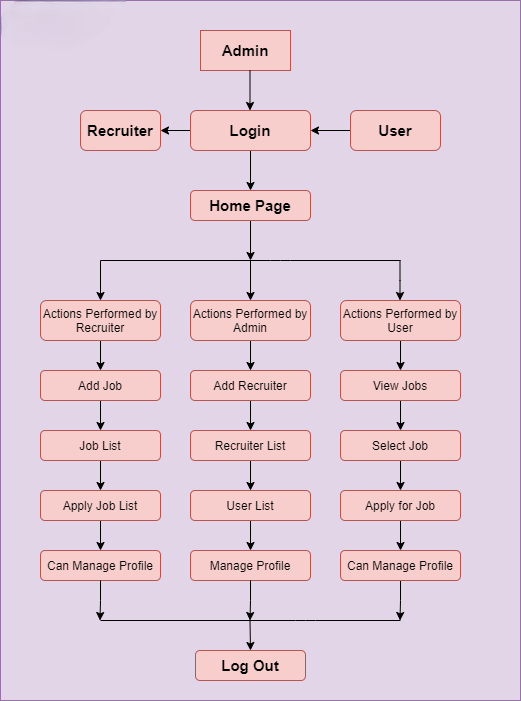 Admin
Recruiter
Login
User
Home Page
Actions Performed by
Recruiter
Actions Performed by
Admin
Actions Performed by
User
Add Job
Add Recruiter
View Jobs
Job List
Recruiter List
Select Job
Apply Job List
User List
Apply for Job
Can Manage Profile
Manage Profile
Can Manage Profile
Log Out